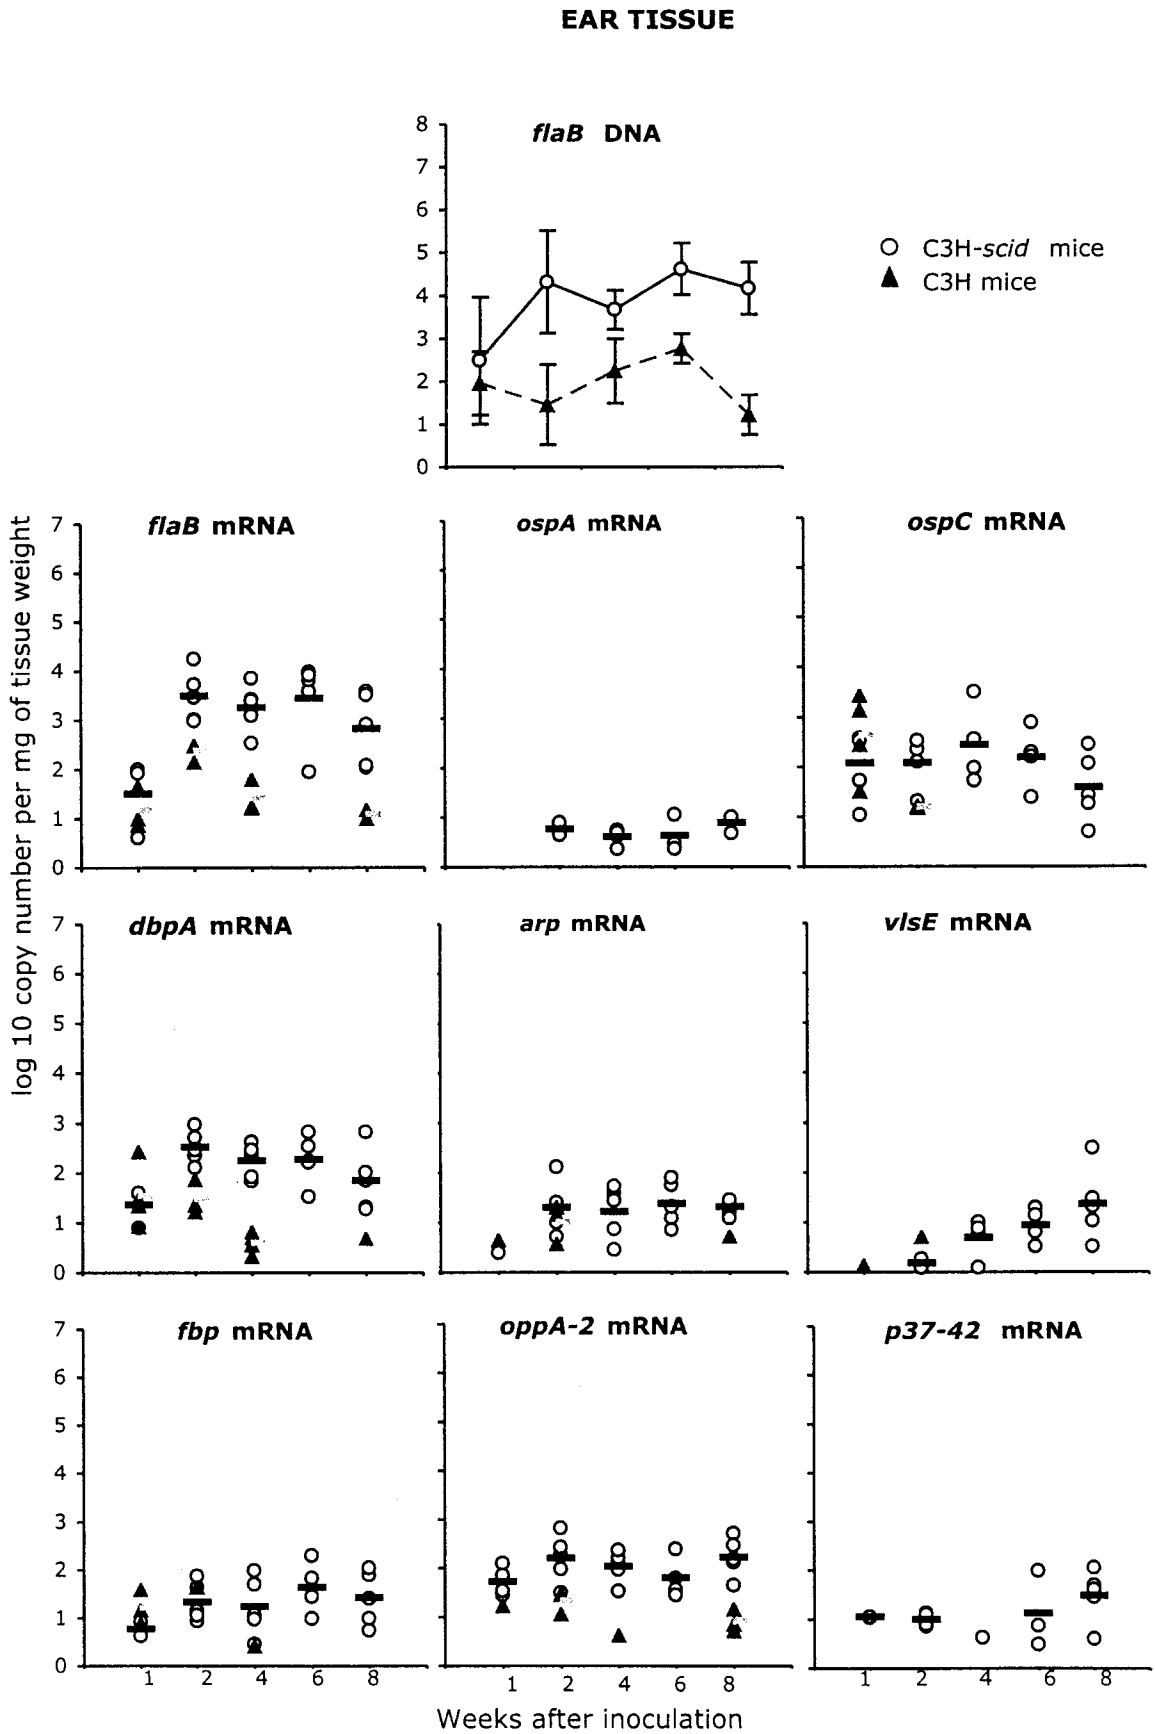 EAR TISSUE
flaB DNA
8
7
6
5
4
3
2
1
0
C3H-scid mice
C3H mice
log 10 copy number per mg of tissue weight
flaB mRNA
ospA mRNA
ospC mRNA
7
6
5
4
3
2
1
0
dbpA mRNA
arp mRNA
vlsE mRNA
7
6
5
4
3
2
1
0
fbp mRNA
oppA-2 mRNA
p37-42 mRNA
7
6
5
4
3
2
1
0
1 2 4 6 8
1 2 4 6 8
1 2 4 6 8
Weeks after inoculation